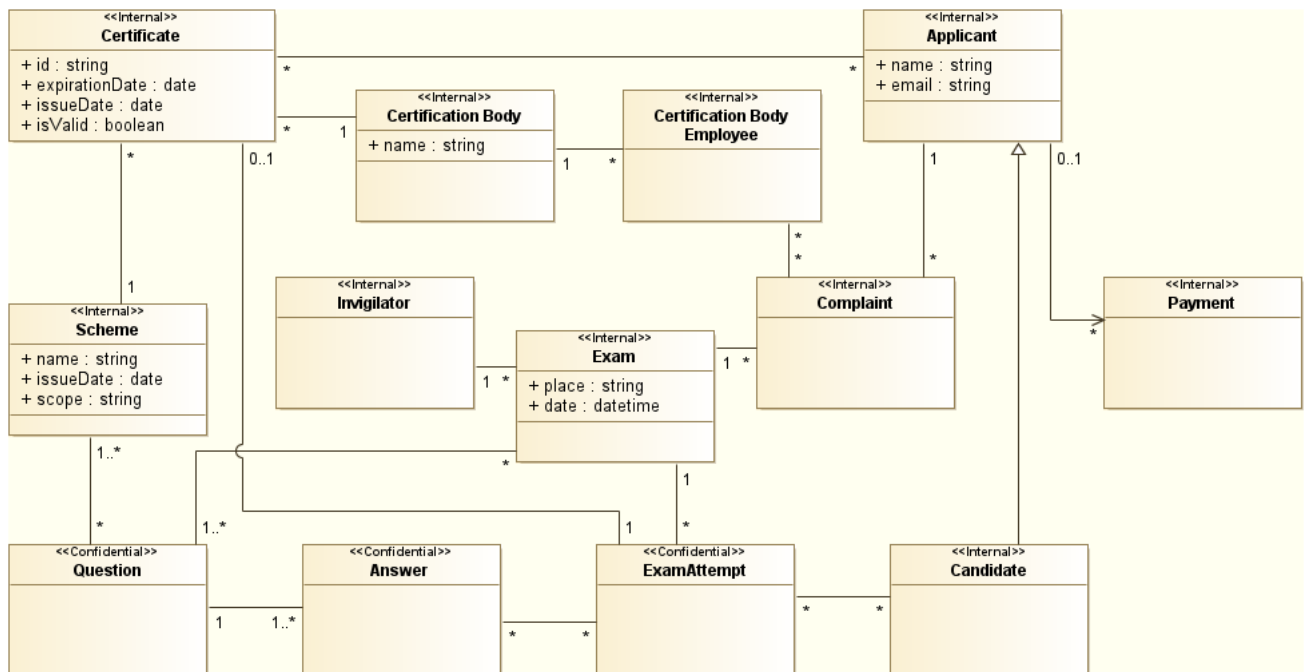 <<Internal>>
Certificate
+ id : string
+ expirationDate : date
+ issueDate : date
+ isValid : boolean
<<Internal>>
Applicant
+ name : string
+ email : string
*
*
*
1
<<Internal>>
Certification Body
+ name : string
<<Internal>>
Certification Body
Employee
1
*
*
0..1
1
0..1
*
*
1
*
<<Internal>>
Scheme
+ name : string
+ issueDate : date
+ scope : string
<<Internal>>
Invigilator
<<Internal>>
Exam
+ place : string
+ date : datetime
<<Internal>>
Complaint
<<Internal>>
Payment
1
*
1
*
*
1..*
*
1
*
1..*
1
*
<<Confidential>>
Question
<<Confidential>>
Answer
<<Confidential>>
ExamAttempt
<<Internal>>
Candidate
1
1..*
*
*
*
*